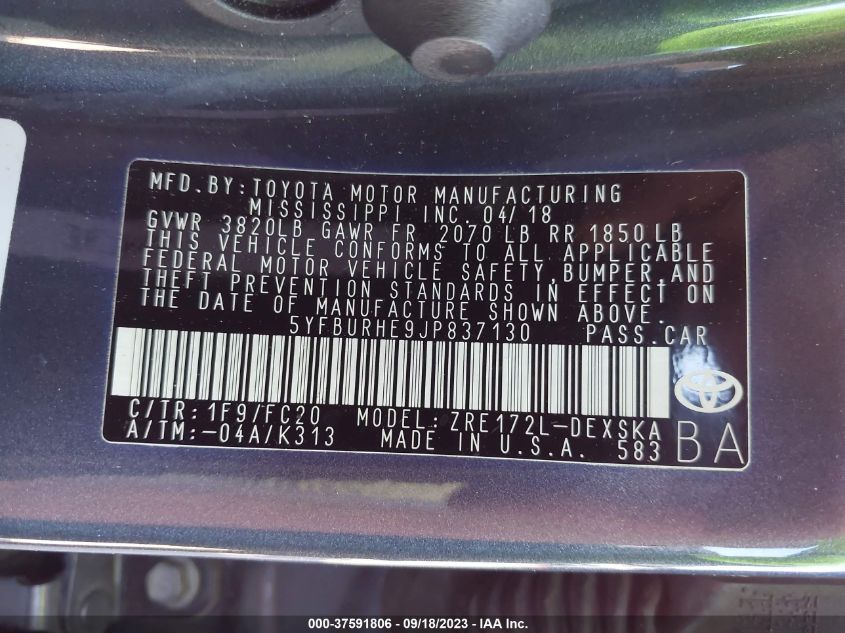 MFD. BY: TOYOTA MOTOR MANUFACTURING
MISSISSIPPI INC. 04/18
GVWR 3820LB GAWR FR 2070 LB RR 1850 LB
THIS VEHICLE CONFORMS TO ALL APPLICABLE
FEDERAL MOTOR VEHICLE SAFETY, BUMPER, AND
THEFT PREVENTION STANDARDS IN EFFECT ON
THE DATE OF MANUFACTURE SHOWN ABOVE.
5YFBURHE9JP837130 PASS. CAR
C/TR: 1F9/FC20 MODEL: ZRE172L-DEXSKA
A/TM: -04A/K313 MADE IN U.S.A. 583
BA
000-37591806 - 09/18/2023 - IAA Inc.